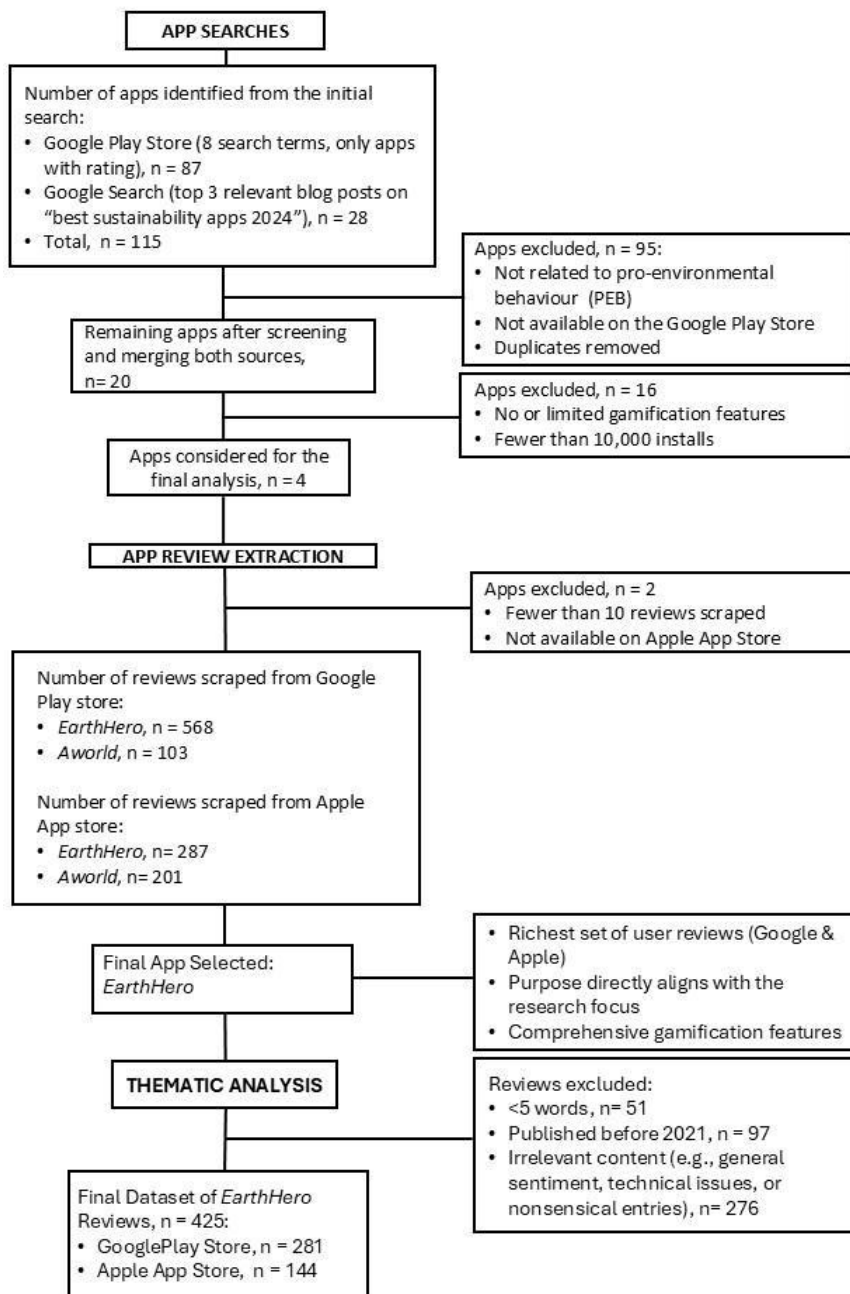 APP SEARCHES
Number of apps identified from the initial
search:
• Google Play Store (8 search terms, only apps
with rating), n = 87
• Google Search (top 3 relevant blog posts on
“best sustainability apps 2024”), n = 28
• Total, n = 115
Apps excluded, n = 95:
• Not related to pro-environmental
behaviour (PEB)
• Not available on the Google Play Store
• Duplicates removed
Remaining apps after screening
and merging both sources,
n= 20
Apps excluded, n = 16
• No or limited gamification features
• Fewer than 10,000 installs
Apps considered for the
final analysis, n = 4
APP REVIEW EXTRACTION
Apps excluded, n = 2
• Fewer than 10 reviews scraped
• Not available on Apple App Store
Number of reviews scraped from Google
Play store:
• EarthHero, n = 568
• Aworld, n = 103
Number of reviews scraped from Apple
App store:
• EarthHero, n= 287
• Aworld, n= 201
Final App Selected:
EarthHero
• Richest set of user reviews (Google &
Apple)
• Purpose directly aligns with the
research focus
• Comprehensive gamification features
THEMATIC ANALYSIS
Reviews excluded:
• <5 words, n= 51
• Published before 2021, n = 97
• Irrelevant content (e.g., general
sentiment, technical issues, or
nonsensical entries), n= 276
Final Dataset of EarthHero
Reviews, n = 425:
• GooglePlay Store, n = 281
• Apple App Store, n = 144